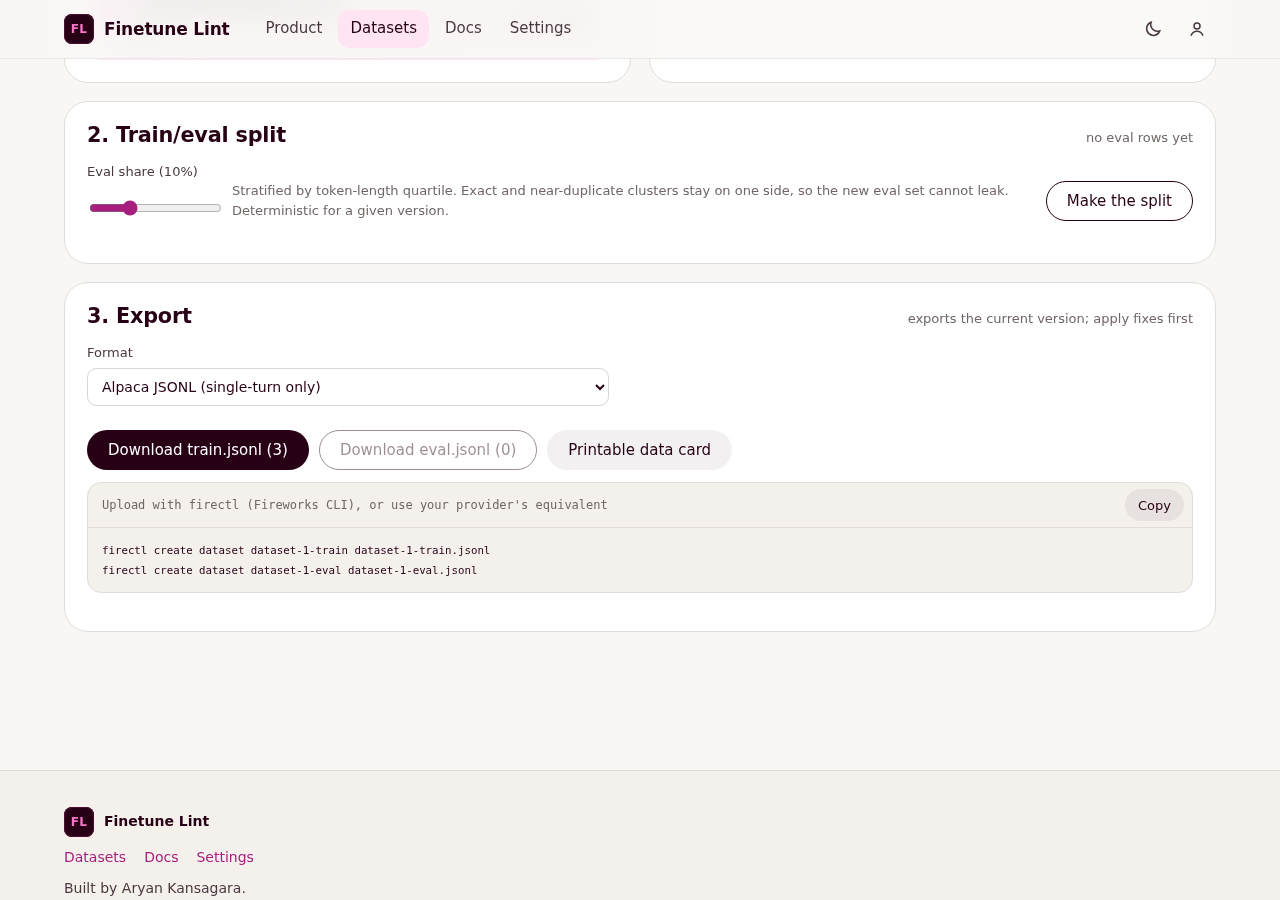 FL Finetune Lint Product Datasets Docs Settings
2. Train/eval split
no eval rows yet
Eval share (10%)
Stratified by token-length quartile. Exact and near-duplicate clusters stay on one side, so the new eval set cannot leak.
Deterministic for a given version.
Make the split
3. Export
exports the current version; apply fixes first
Format
Alpaca JSONL (single-turn only)
Download train.jsonl (3) Download eval.jsonl (0) Printable data card
Upload with firectl (Fireworks CLI), or use your provider's equivalent
Copy
firectl create dataset dataset-1-train dataset-1-train.jsonl
firectl create dataset dataset-1-eval dataset-1-eval.jsonl
FL Finetune Lint
Datasets Docs Settings
Built by Aryan Kansagara.